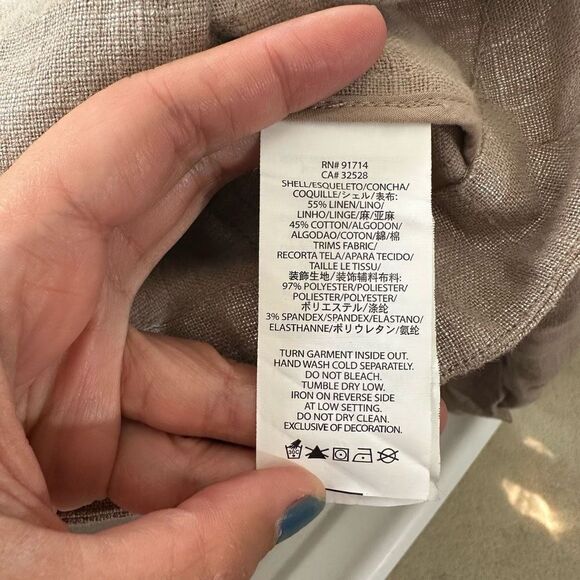 RN# 91714
CA# 32528
SHELL/ESQUELETO/CONCHA/
COQUILLE/シェル/表布:
55% LINEN/LINO/
LINHO/LINGE/麻/亚麻
45% COTTON/ALGODON/
ALGODAO/COTON/綿/棉
TRIMS FABRIC/
RECORTA TELA/APARA TECIDO/
TAILLE LE TISSU/
装飾生地/装饰辅料布料:
97% POLYESTER/POLIESTER/
POLIESTER/POLYESTER/
ポリエステル/涤纶
3% SPANDEX/SPANDEX/ELASTANO/
ELASTHANNE/ポリウレタン/氨纶
TURN GARMENT INSIDE OUT.
HAND WASH COLD SEPARATELY.
DO NOT BLEACH.
TUMBLE DRY LOW.
IRON ON REVERSE SIDE
AT LOW SETTING.
DO NOT DRY CLEAN.
EXCLUSIVE OF DECORATION.